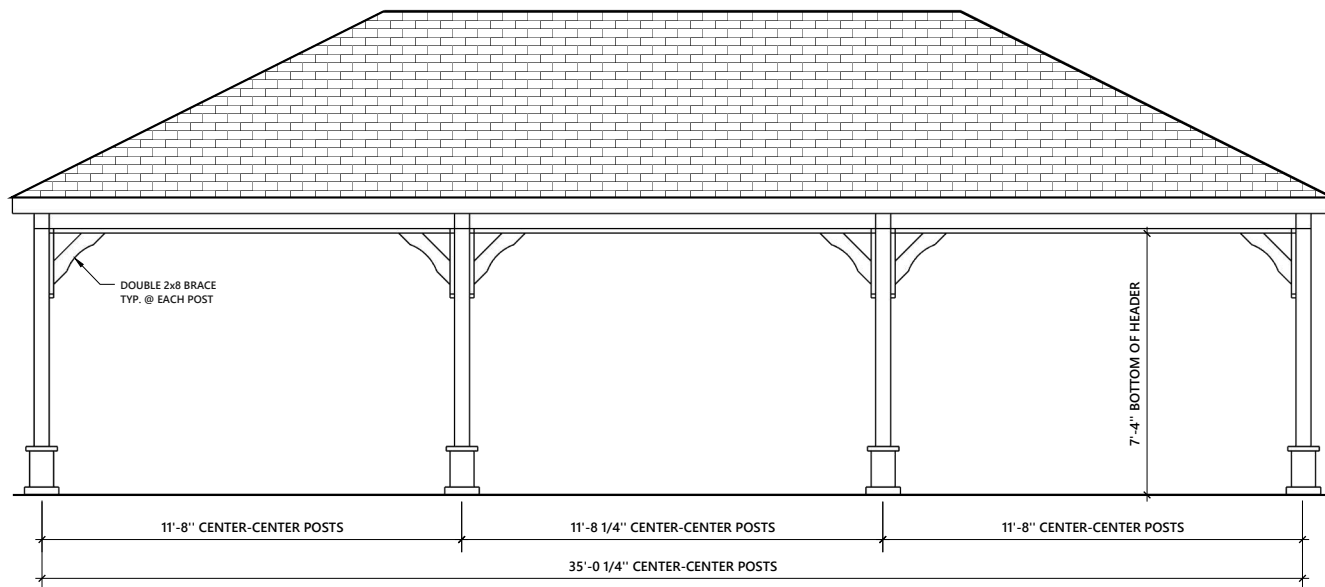 DOUBLE 2x8 BRACE
TYP. @ EACH POST
7'-4" BOTTOM OF HEADER
11'-8'' CENTER-CENTER POSTS
11'-8 1/4'' CENTER-CENTER POSTS
11'-8'' CENTER-CENTER POSTS
35'-0 1/4'' CENTER-CENTER POSTS